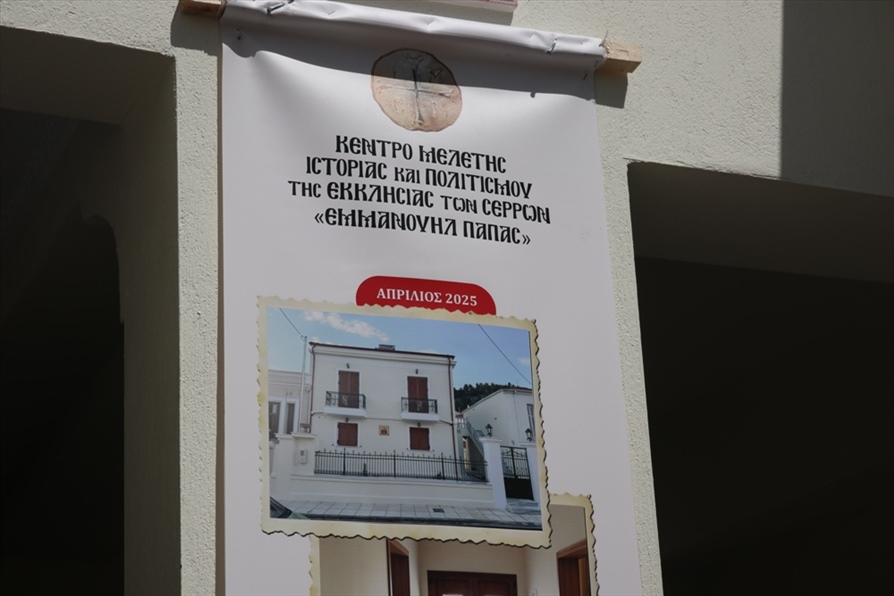 ΚΕΝΤΡΟ ΜΕΛΕΤΗΣ
ΙΣΤΟΡΙΑΣ ΚΑΙ ΠΟΛΙΤΙΣΜΟΥ
ΤΗΣ ΕΚΚΛΗΣΙΑΣ ΤΩΝ ΣΕΡΡΩΝ
«ΕΜΜΑΝΟΥΗΛ ΠΑΠΑΣ»
ΑΠΡΙΛΙΟΣ 2025